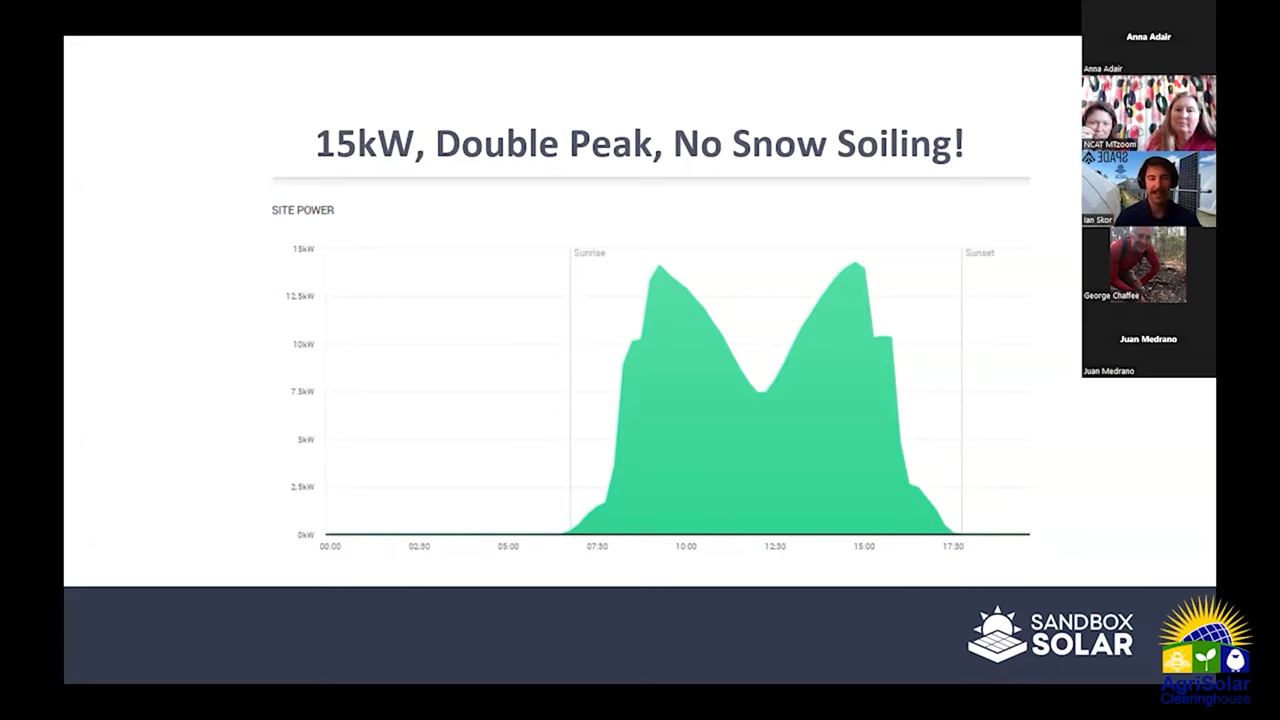 15kW, Double Peak, No Snow Soiling!
SITE POWER
15kW
12.5kW
10kW
7.5kW
5kW
2.5kW
0kW
Sunrise
Sunset
00:00
02:30
05:00
07:30
10:00
12:30
15:00
17:30
SANDBOX
SOLAR
AgriSolar
Clearinghouse
Anna Adair
Anna Adair
NCAT MTzoom
SPADE
Ian Skor
George Chaffee
Juan Medrano
Juan Medrano